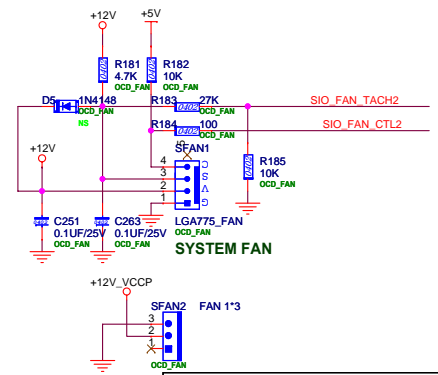 +12V
+5V
R181
4.7K
OCD_FAN
R182
10K
OCD_FAN
D5
1N4148
OCD_FAN
NS
R183
0402
27K
OCD_FAN
SIO_FAN_TACH2
R184
0402
100
OCD_FAN
SIO_FAN_CTL2
+12V
SFAN1
4
3
2
1
C
S
V
G
R185
10K
OCD_FAN
C251
0.1UF/25V
OCD_FAN
C263
0.1UF/25V
OCD_FAN
LGA775_FAN
OCD_FAN
SYSTEM FAN
+12V_VCCP
SFAN2
FAN 1*3
3
2
1
OCD_FAN